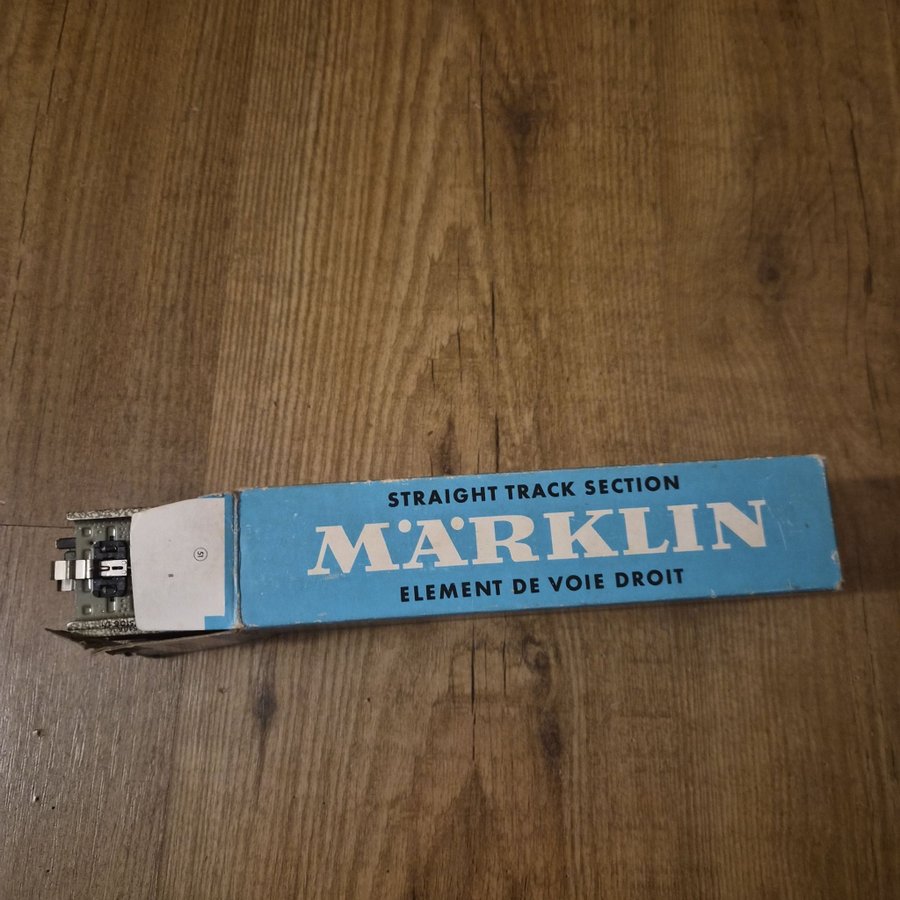 STRAIGHT TRACK SECTION
MÄRKLIN
ELEMENT DE VOIE DROIT